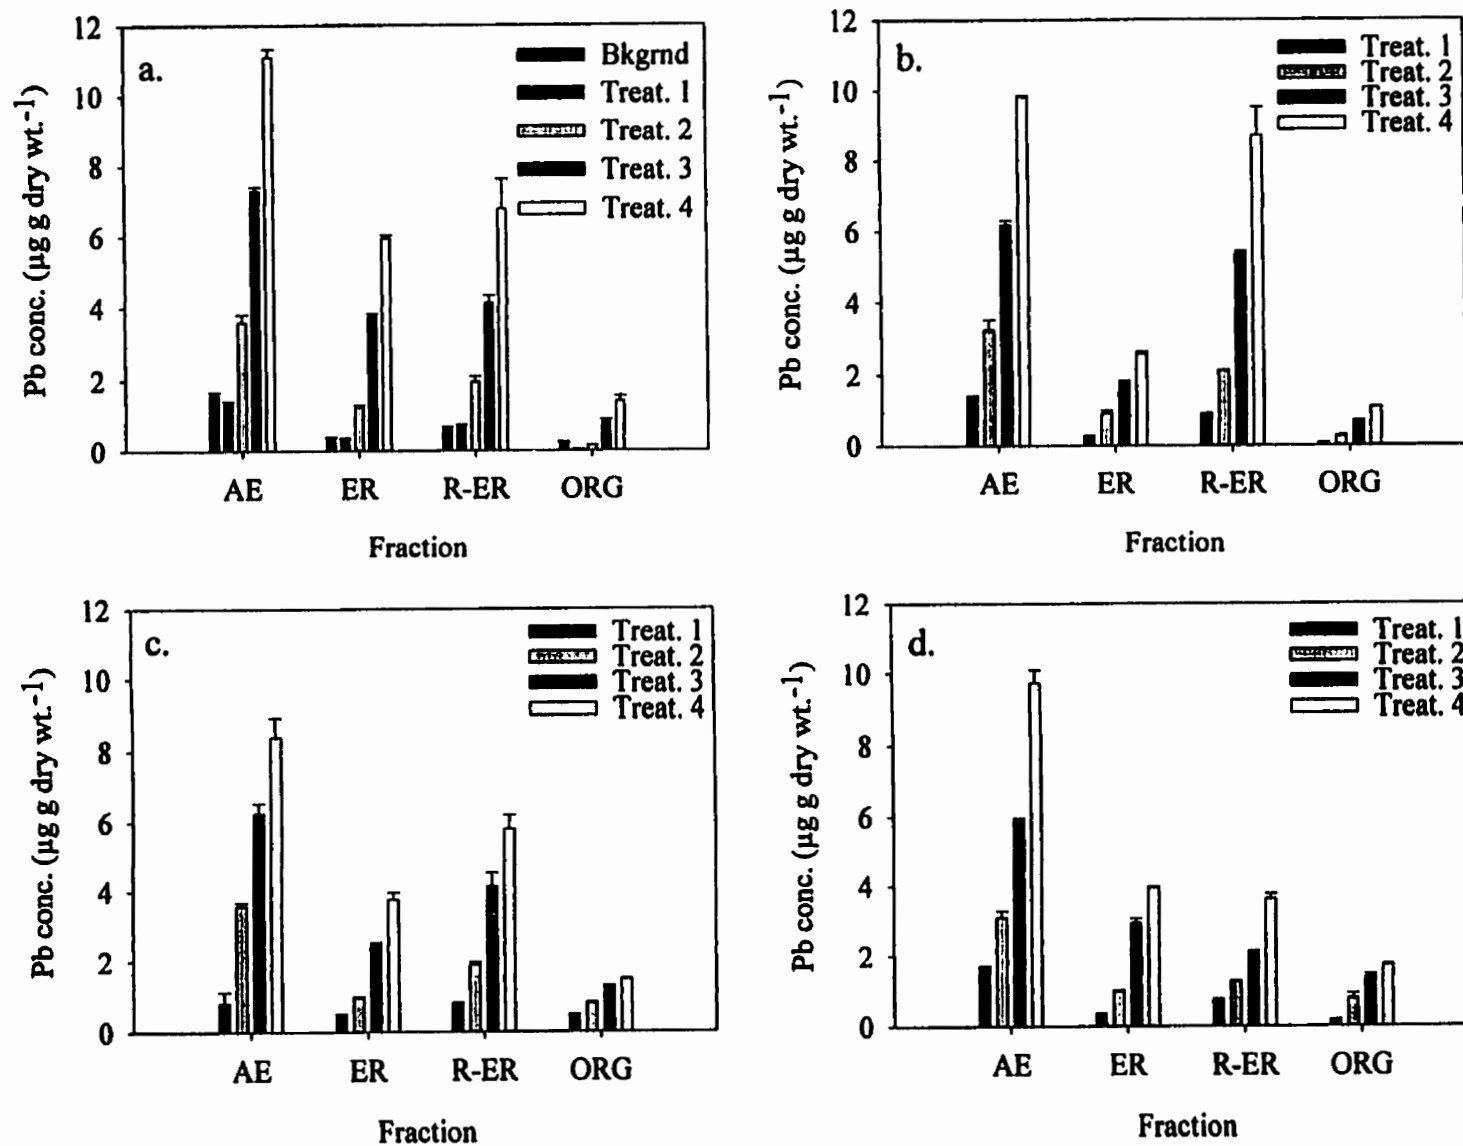 a.
Pb conc. (µg g dry wt.⁻¹)
12
10
8
6
4
2
0
Bkgrnd
Treat. 1
Treat. 2
Treat. 3
Treat. 4
AE ER R-ER ORG
Fraction
b.
Pb conc. (µg g dry wt.⁻¹)
12
10
8
6
4
2
0
Treat. 1
Treat. 2
Treat. 3
Treat. 4
AE ER R-ER ORG
Fraction
c.
Pb conc. (µg g dry wt.⁻¹)
12
10
8
6
4
2
0
Treat. 1
Treat. 2
Treat. 3
Treat. 4
AE ER R-ER ORG
Fraction
d.
Pb conc. (µg g dry wt.⁻¹)
12
10
8
6
4
2
0
Treat. 1
Treat. 2
Treat. 3
Treat. 4
AE ER R-ER ORG
Fraction